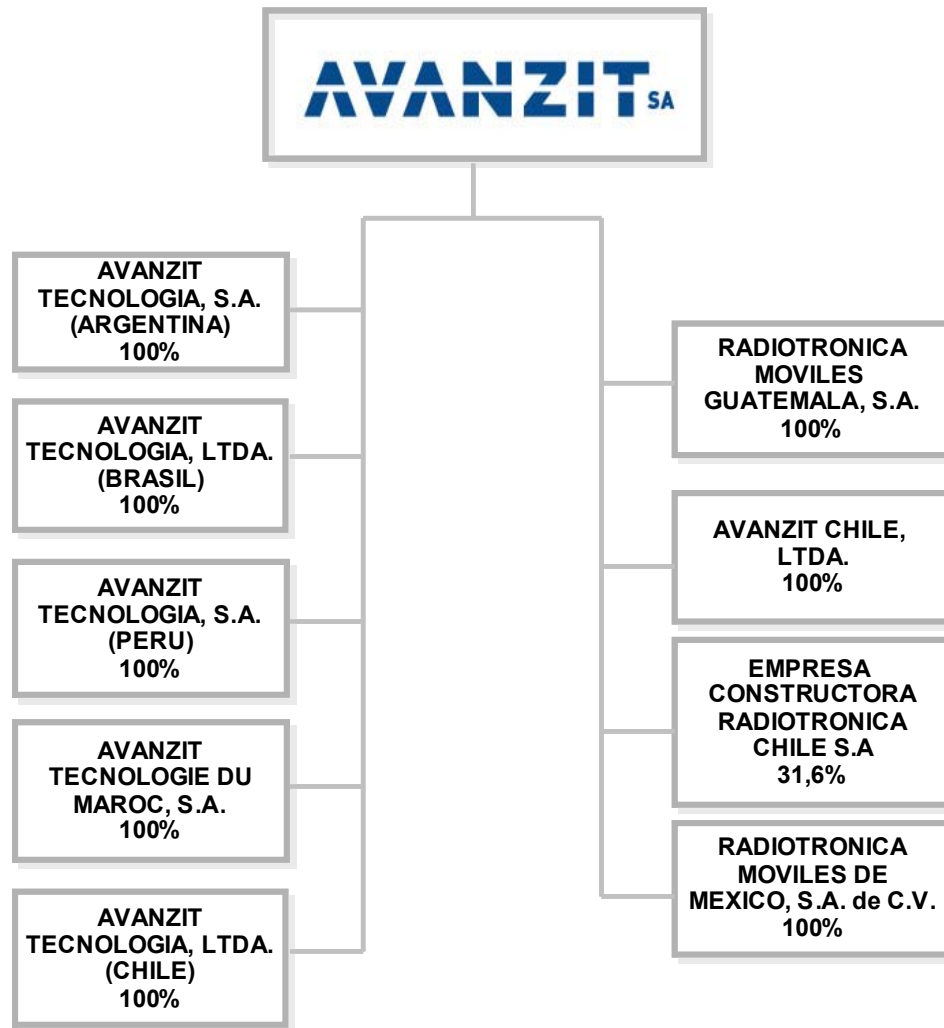 AVANZIT SA
AVANZIT
TECNOLOGIA, S.A.
(ARGENTINA)
100%
AVANZIT
TECNOLOGIA, LTDA.
(BRASIL)
100%
AVANZIT
TECNOLOGIA, S.A.
(PERU)
100%
AVANZIT
TECNOLOGIE DU
MAROC, S.A.
100%
AVANZIT
TECNOLOGIA, LTDA.
(CHILE)
100%
RADIOTRONICA
MOVILES
GUATEMALA, S.A.
100%
AVANZIT CHILE,
LTDA.
100%
EMPRESA
CONSTRUCTORA
RADIOTRONICA
CHILE S.A
31,6%
RADIOTRONICA
MOVILES DE
MEXICO, S.A. de C.V.
100%